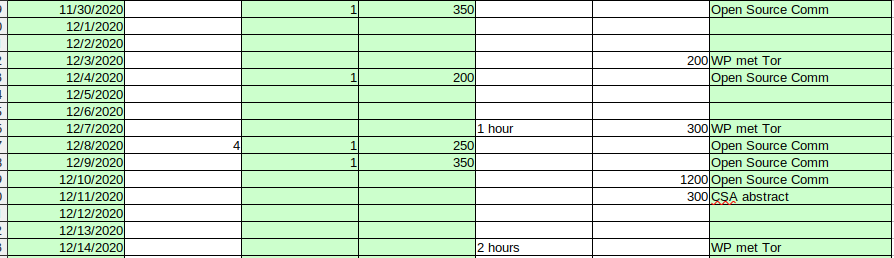 11/30/2020 1 350 Open Source Comm
12/1/2020
12/2/2020
12/3/2020 200 WP met Tor
12/4/2020 1 200 Open Source Comm
12/5/2020
12/6/2020
12/7/2020 1 hour 300 WP met Tor
12/8/2020 4 1 250 Open Source Comm
12/9/2020 1 350 Open Source Comm
12/10/2020 1200 Open Source Comm
12/11/2020 300 CSA abstract
12/12/2020
12/13/2020
12/14/2020 2 hours WP met Tor